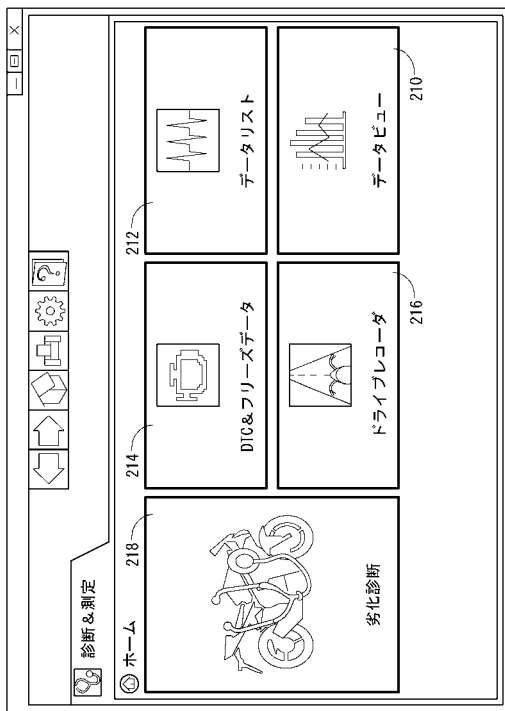 診断&測定
ホーム
218
劣化診断
214
DTC&フリーズデータ
212
データリスト
ドライブレコーダ
216
データビュー
210